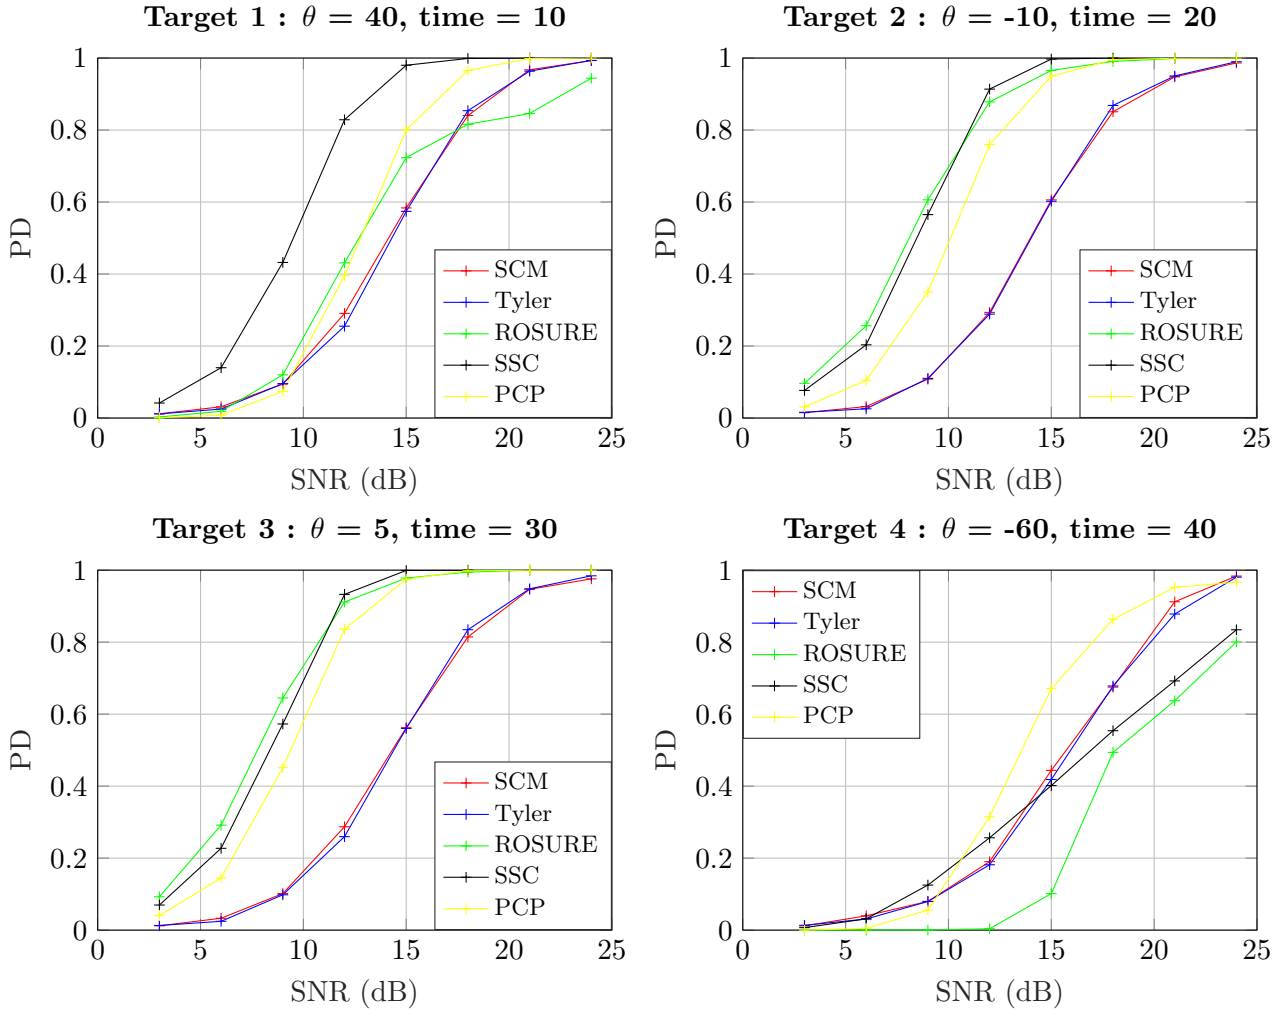 Target 1 : θ = 40, time = 10
1
0.8
0.6
0.4
0.2
0
0 5 10 15 20 25
PD
SNR (dB)
SCM
Tyler
ROSURE
SSC
PCP
Target 2 : θ = -10, time = 20
1
0.8
0.6
0.4
0.2
0
0 5 10 15 20 25
PD
SNR (dB)
SCM
Tyler
ROSURE
SSC
PCP
Target 3 : θ = 5, time = 30
1
0.8
0.6
0.4
0.2
0
0 5 10 15 20 25
PD
SNR (dB)
SCM
Tyler
ROSURE
SSC
PCP
Target 4 : θ = -60, time = 40
1
0.8
0.6
0.4
0.2
0
0 5 10 15 20 25
PD
SNR (dB)
SCM
Tyler
ROSURE
SSC
PCP